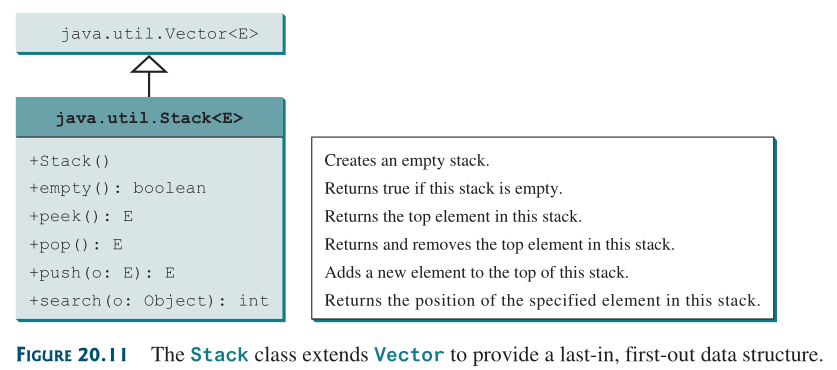 java.util.Vector<E>
java.util.Stack<E>
+Stack()
Creates an empty stack.
+empty(): boolean
Returns true if this stack is empty.
+peek(): E
Returns the top element in this stack.
+pop(): E
Returns and removes the top element in this stack.
+push(o: E): E
Adds a new element to the top of this stack.
+search(o: Object): int
Returns the position of the specified element in this stack.
FIGURE 20.11 The Stack class extends Vector to provide a last-in, first-out data structure.